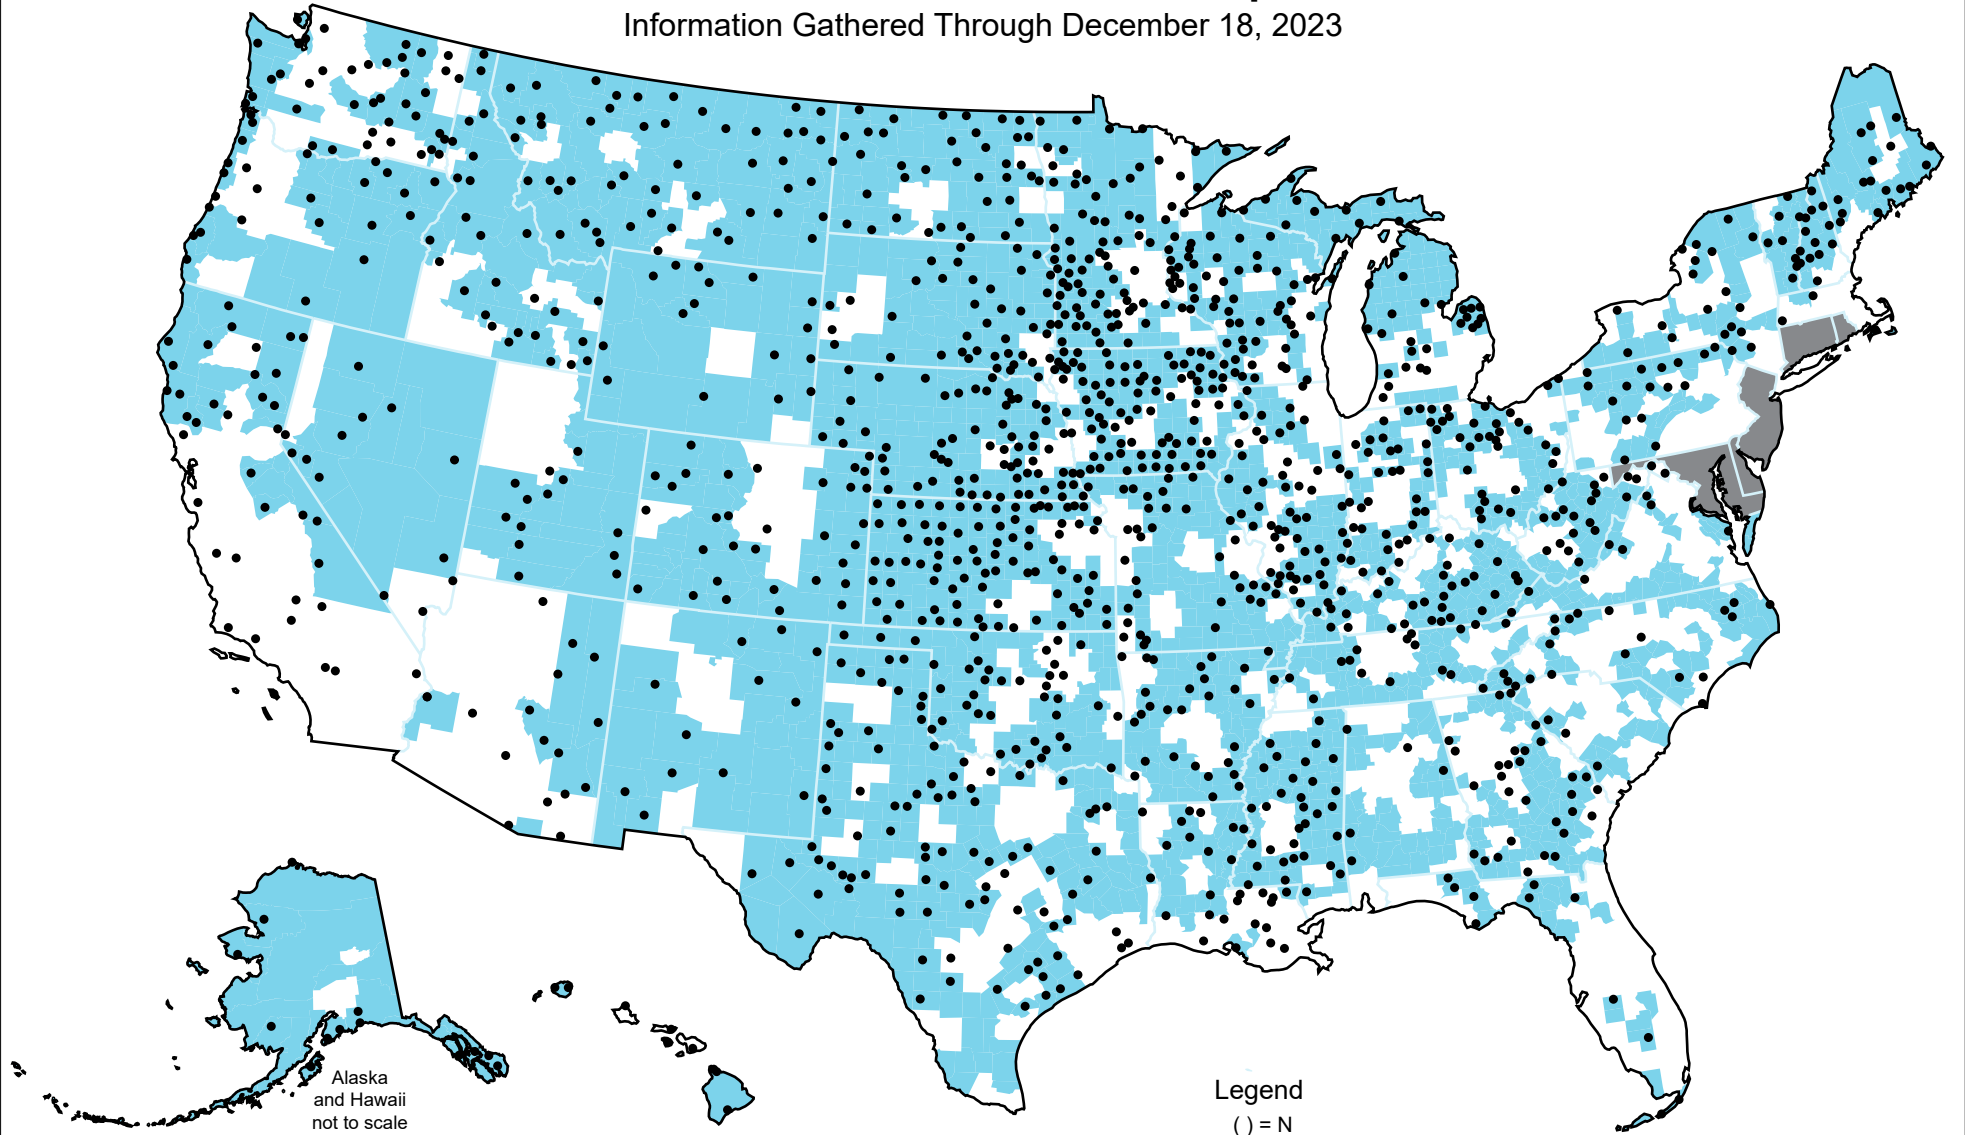 Information Gathered Through December 18, 2023
Alaska
and Hawaii
not to scale
Legend
( ) = N